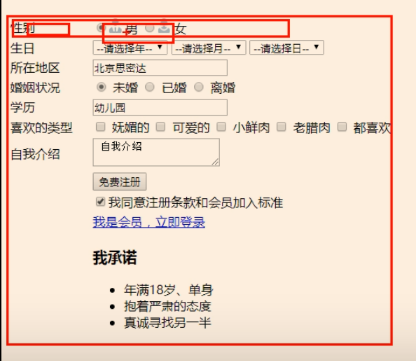 性别 男 女
生日 --请选择年-- --请选择月-- --请选择日--
所在地区 北京思密达
婚姻状况 未婚 已婚 离婚
学历 幼儿园
喜欢的类型 妩媚的 可爱的 小鲜肉 老腊肉 都喜欢
自我介绍 自我介绍
免费注册
我同意注册条款和会员加入标准
我是会员，立即登录
我承诺
年满18岁、单身
抱着严肃的态度
真诚寻找另一半